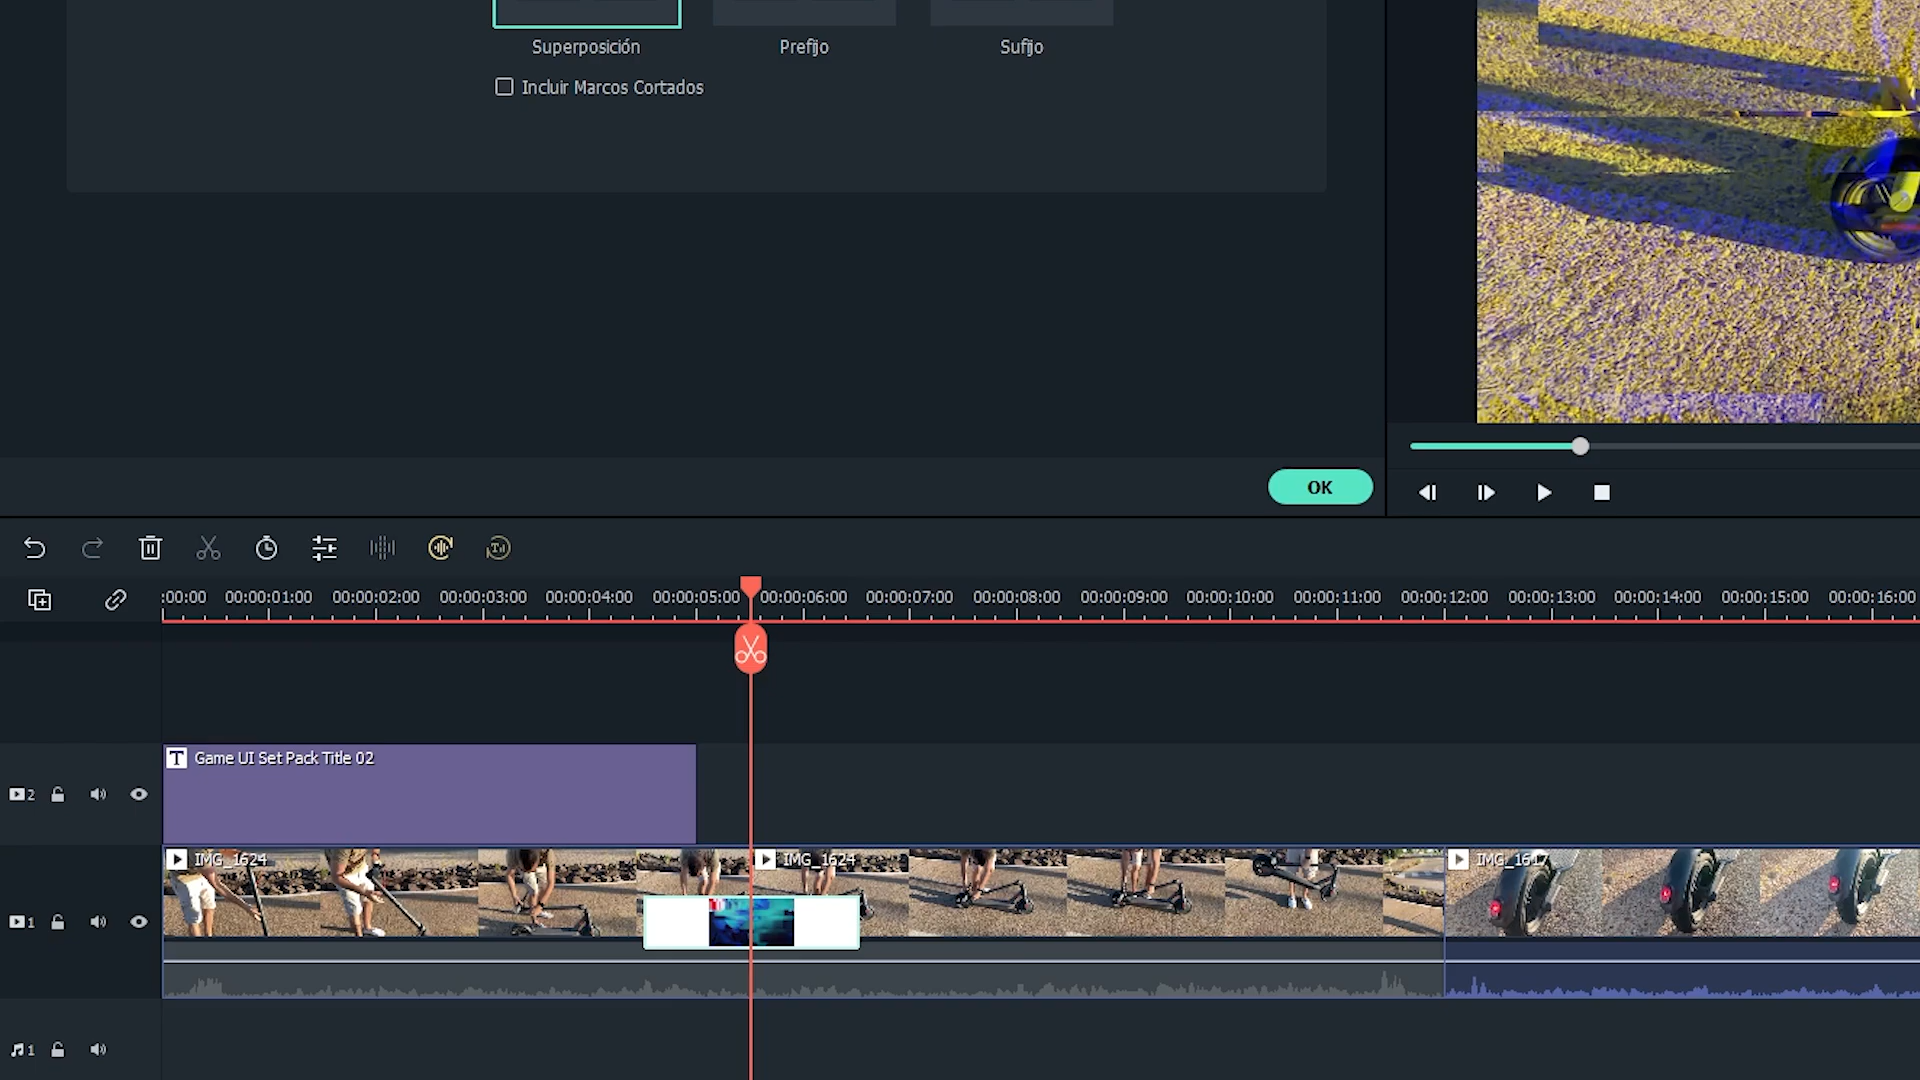 Superposición
Prefijo
Sufijo
Incluir Marcos Cortados
OK
:00:00 00:00:01:00 00:00:02:00 00:00:03:00 00:00:04:00 00:00:05:00 00:00:06:00 00:00:07:00 00:00:08:00 00:00:09:00 00:00:10:00 00:00:11:00 00:00:12:00 00:00:13:00 00:00:14:00 00:00:15:00 00:00:16:00
T Game UI Set Pack Title 02
2
IMG_1624
IMG_1624
IMG_1617
1
1